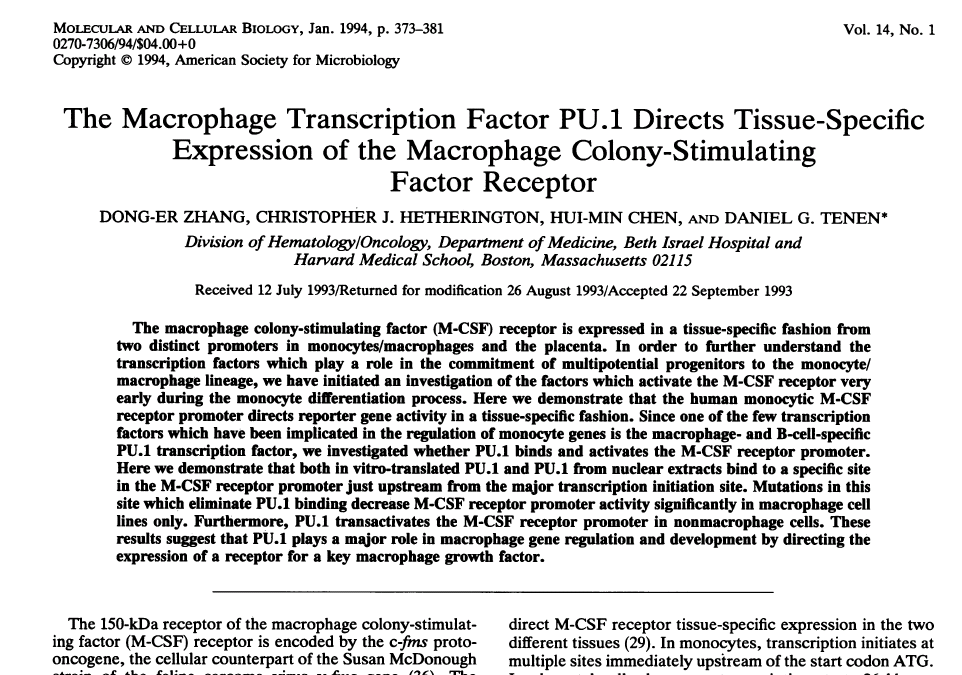 MOLECULAR AND CELLULAR BIOLOGY, Jan. 1994, p. 373–381
Vol. 14, No. 1
0270-7306/94/$04.00+0
Copyright © 1994, American Society for Microbiology
The Macrophage Transcription Factor PU.1 Directs Tissue-Specific
Expression of the Macrophage Colony-Stimulating
Factor Receptor
DONG-ER ZHANG, CHRISTOPHER J. HETHERINGTON, HUI-MIN CHEN, AND DANIEL G. TENEN*
Division of Hematology/Oncology, Department of Medicine, Beth Israel Hospital and
Harvard Medical School, Boston, Massachusetts 02115
Received 12 July 1993/Returned for modification 26 August 1993/Accepted 22 September 1993
The macrophage colony-stimulating factor (M-CSF) receptor is expressed in a tissue-specific fashion from
two distinct promoters in monocytes/macrophages and the placenta. In order to further understand the
transcription factors which play a role in the commitment of multipotential progenitors to the monocyte/
macrophage lineage, we have initiated an investigation of the factors which activate the M-CSF receptor very
early during the monocyte differentiation process. Here we demonstrate that the human monocytic M-CSF
receptor promoter directs reporter gene activity in a tissue-specific fashion. Since one of the few transcription
factors which have been implicated in the regulation of monocyte genes is the macrophage- and B-cell-specific
PU.1 transcription factor, we investigated whether PU.1 binds and activates the M-CSF receptor promoter.
Here we demonstrate that both in vitro-translated PU.1 and PU.1 from nuclear extracts bind to a specific site
in the M-CSF receptor promoter just upstream from the major transcription initiation site. Mutations in this
site which eliminate PU.1 binding decrease M-CSF receptor promoter activity significantly in macrophage cell
lines only. Furthermore, PU.1 transactivates the M-CSF receptor promoter in nonmacrophage cells. These
results suggest that PU.1 plays a major role in macrophage gene regulation and development by directing the
expression of a receptor for a key macrophage growth factor.
The 150-kDa receptor of the macrophage colony-stimulat-
ing factor (M-CSF) receptor is encoded by the c-fms proto-
oncogene, the cellular counterpart of the Susan McDonough
direct M-CSF receptor tissue-specific expression in the two
different tissues (29). In monocytes, transcription initiates at
multiple sites immediately upstream of the start codon ATG.